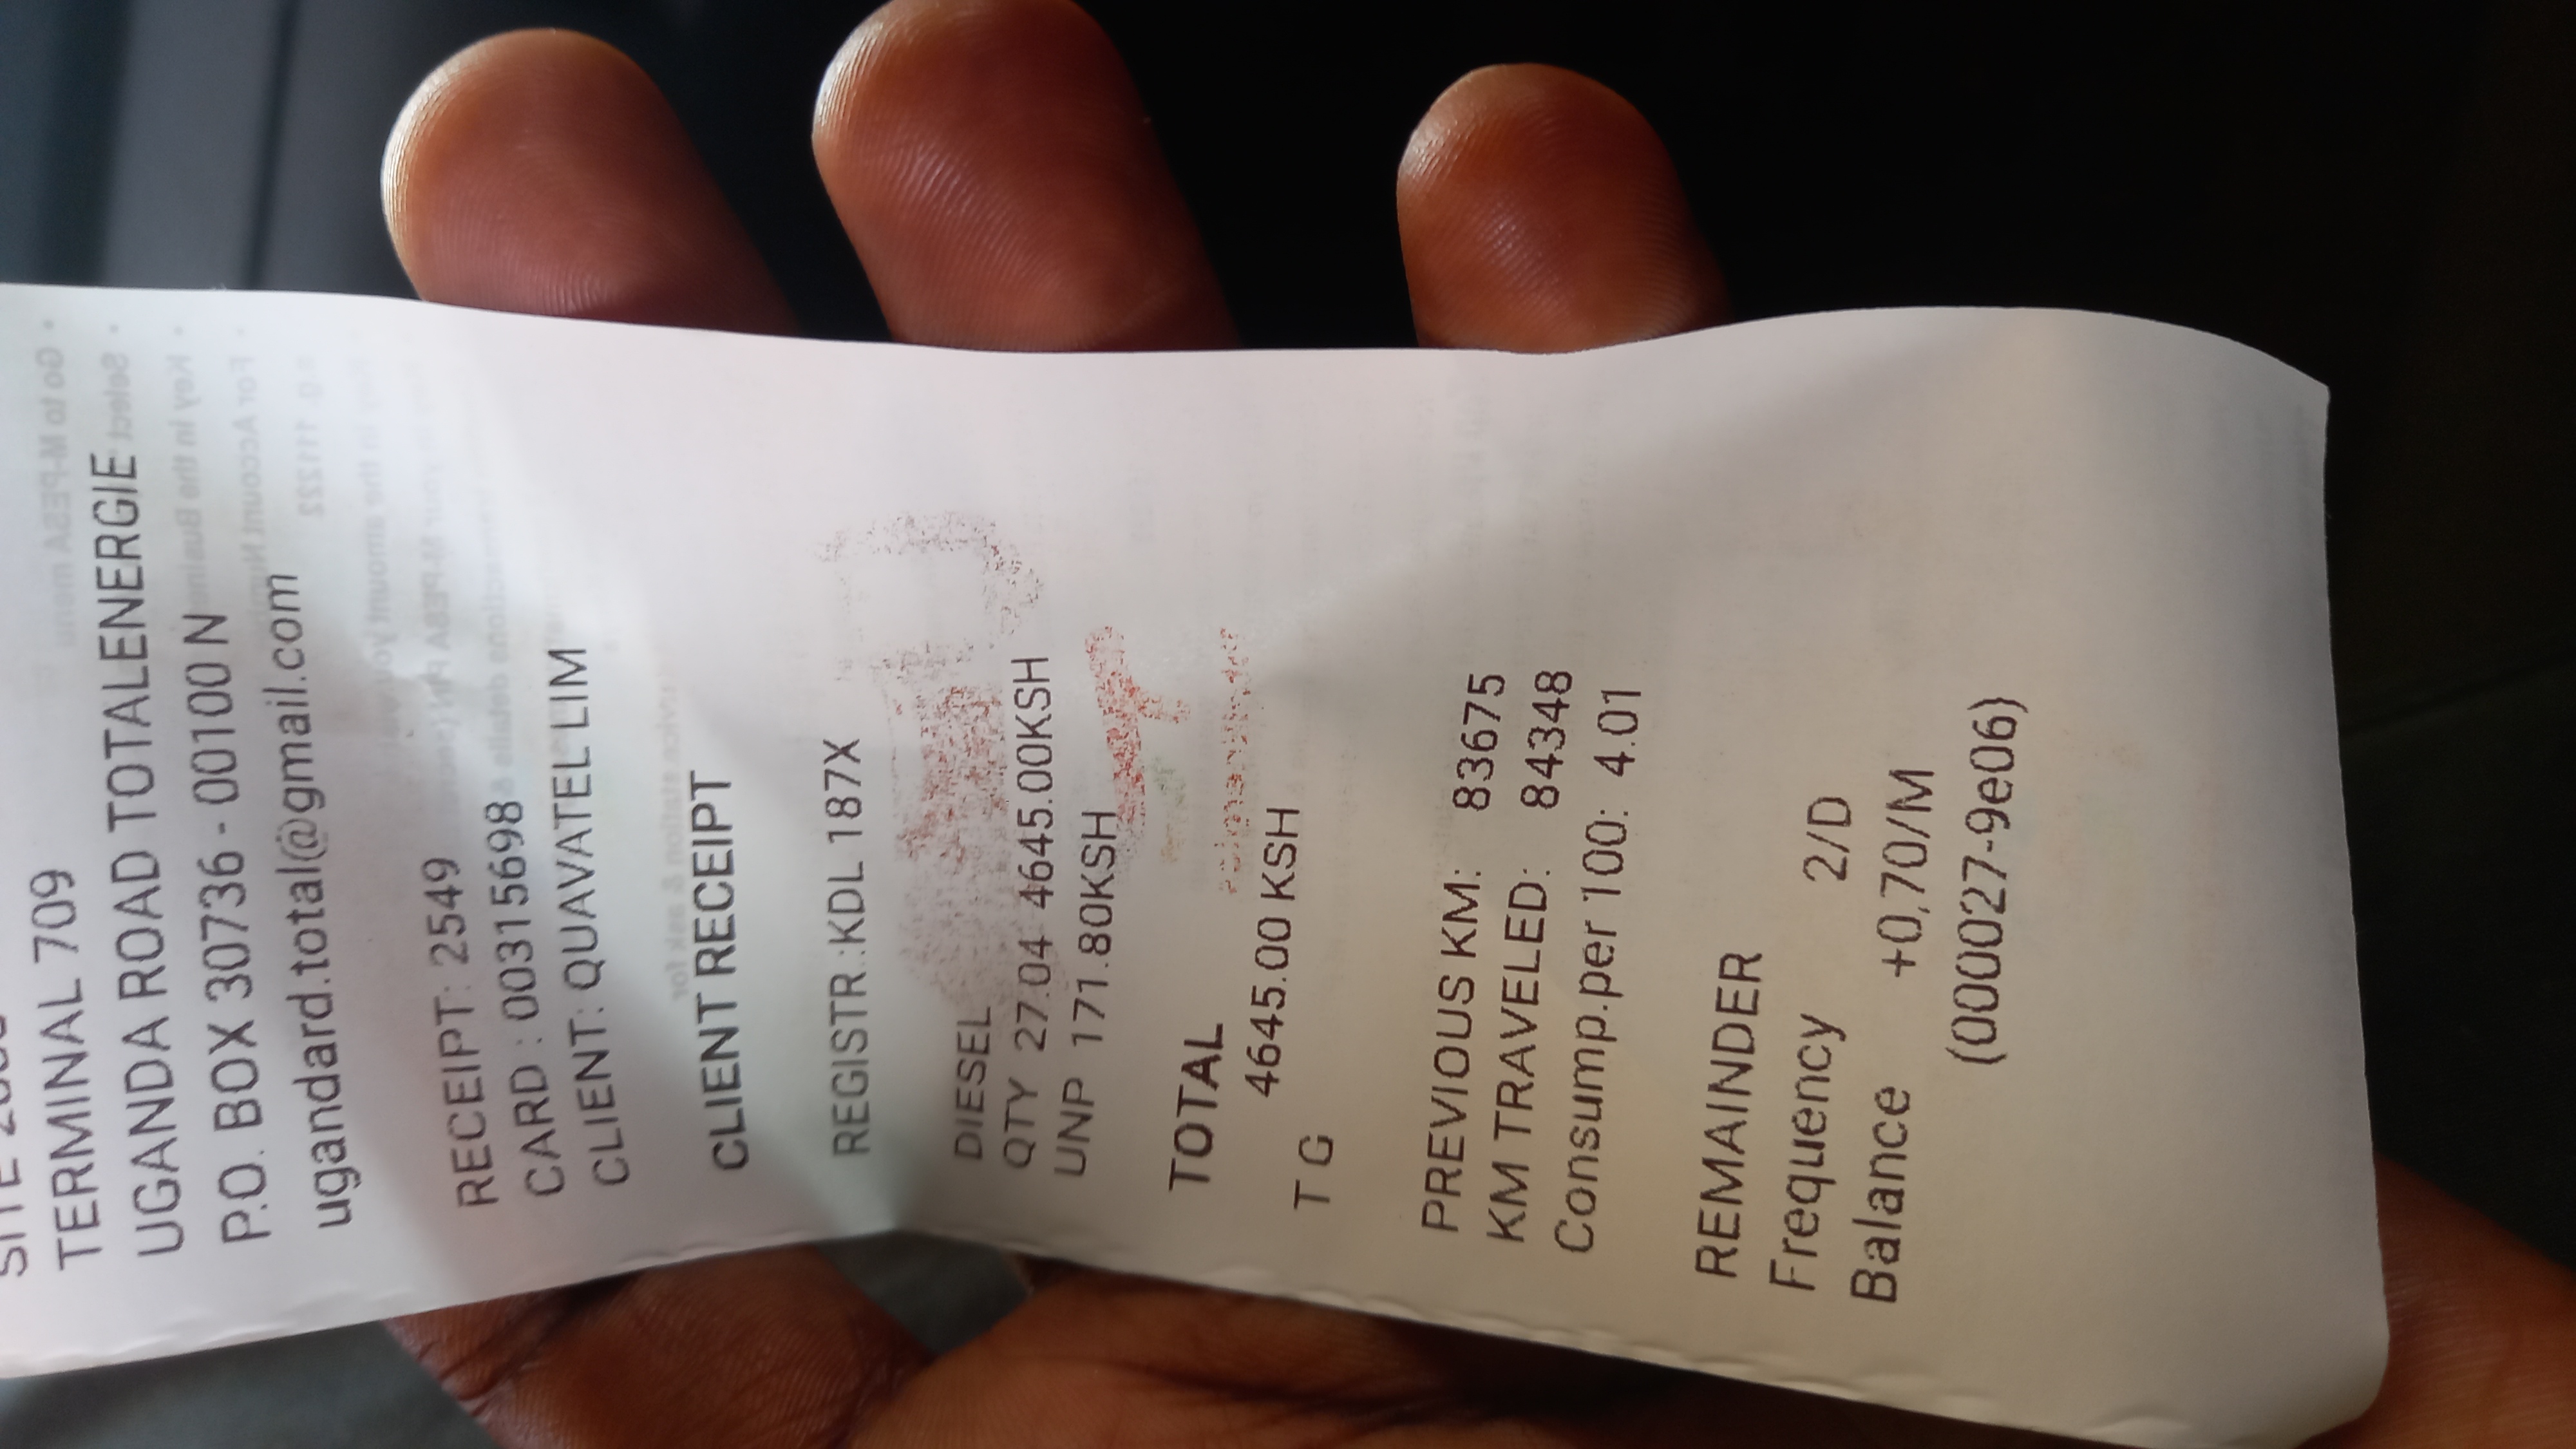 TERMINAL 709
UGANDA ROAD TOTALENERGIE
P.O. BOX 30736 - 00100 N
ugandard.total@gmail.com
RECEIPT: 2549
CARD : 00315698
CLIENT: QUAVATEL LIM
CLIENT RECEIPT
REGISTR.:KDL 187X
DIESEL
QTY 27.04 4645.00KSH
UNP 171.80KSH
TOTAL
4645.00 KSH
T G
PREVIOUS KM: 83675
KM TRAVELED: 84348
Consump.per 100: 4.01
REMAINDER
Frequency 2/D
Balance +0,70/M
(000027-9e06)